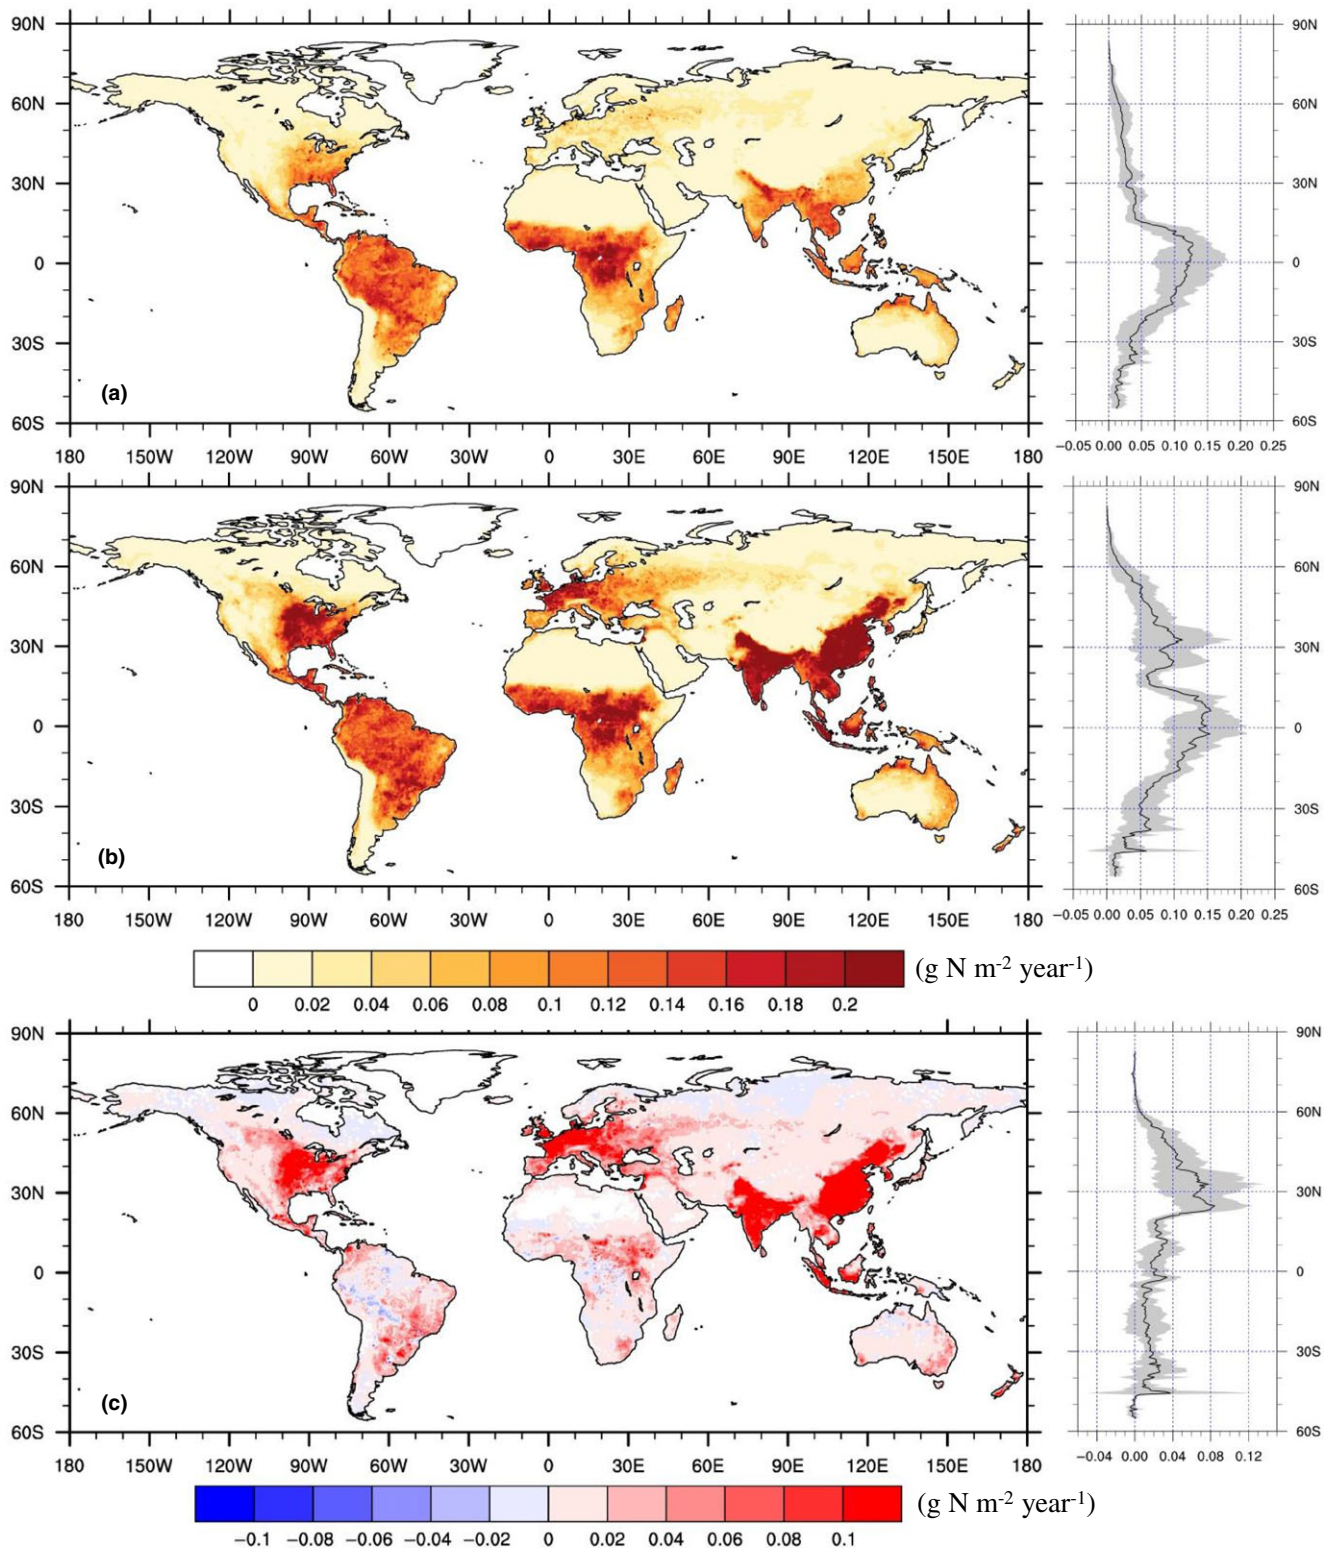 90N
60N
30N
0
30S
60S
(a)
180 150W 120W 90W 60W 30W 0 30E 60E 90E 120E 150E 180
90N
60N
30N
0
30S
60S
−0.05 0.00 0.05 0.10 0.15 0.20 0.25
90N
60N
30N
0
30S
60S
(b)
180 150W 120W 90W 60W 30W 0 30E 60E 90E 120E 150E 180
90N
60N
30N
0
30S
60S
−0.05 0.00 0.05 0.10 0.15 0.20 0.25
(g N m-2 year-1)
0 0.02 0.04 0.06 0.08 0.1 0.12 0.14 0.16 0.18 0.2
90N
60N
30N
0
30S
60S
(c)
180 150W 120W 90W 60W 30W 0 30E 60E 90E 120E 150E 180
90N
60N
30N
0
30S
60S
−0.04 0.00 0.04 0.08 0.12
(g N m-2 year-1)
−0.1 −0.08 −0.06 −0.04 −0.02 0 0.02 0.04 0.06 0.08 0.1